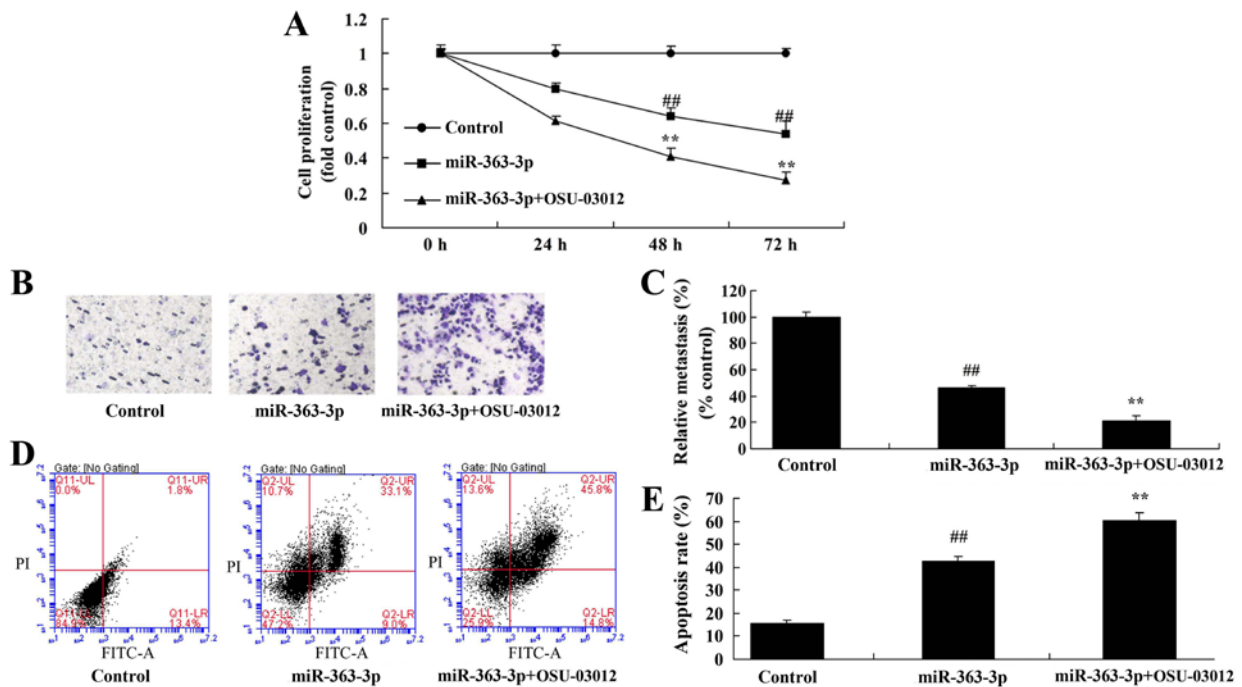 A
Cell proliferation
(fold control)
1.2
1
0.8
0.6
0.4
0.2
0
##
##
**
**
Control
miR-363-3p
miR-363-3p+OSU-03012
0 h
24 h
48 h
72 h
B
Control
miR-363-3p
miR-363-3p+OSU-03012
C
Relative metastasis (%)
(% control)
120
100
80
60
40
20
0
##
**
Control
miR-363-3p
miR-363-3p+OSU-03012
D
Gate: [No Gating]
Q11-UL
0.0%
Q11-UR
1.8%
13.4%
Q11-LR
PI
FITC-A
Control
Gate: [No Gating]
Q2-UL
10.7%
Q2-UR
33.1%
Q2-LL
47.2%
Q2-LR
9.0%
PI
FITC-A
miR-363-3p
Gate: [No Gating]
Q2-UL
13.6%
Q2-UR
45.8%
Q2-LL
25.9%
Q2-LR
14.8%
PI
FITC-A
miR-363-3p+OSU-03012
E
Apoptosis rate (%)
70
60
50
40
30
20
10
0
##
**
Control
miR-363-3p
miR-363-3p+OSU-03012